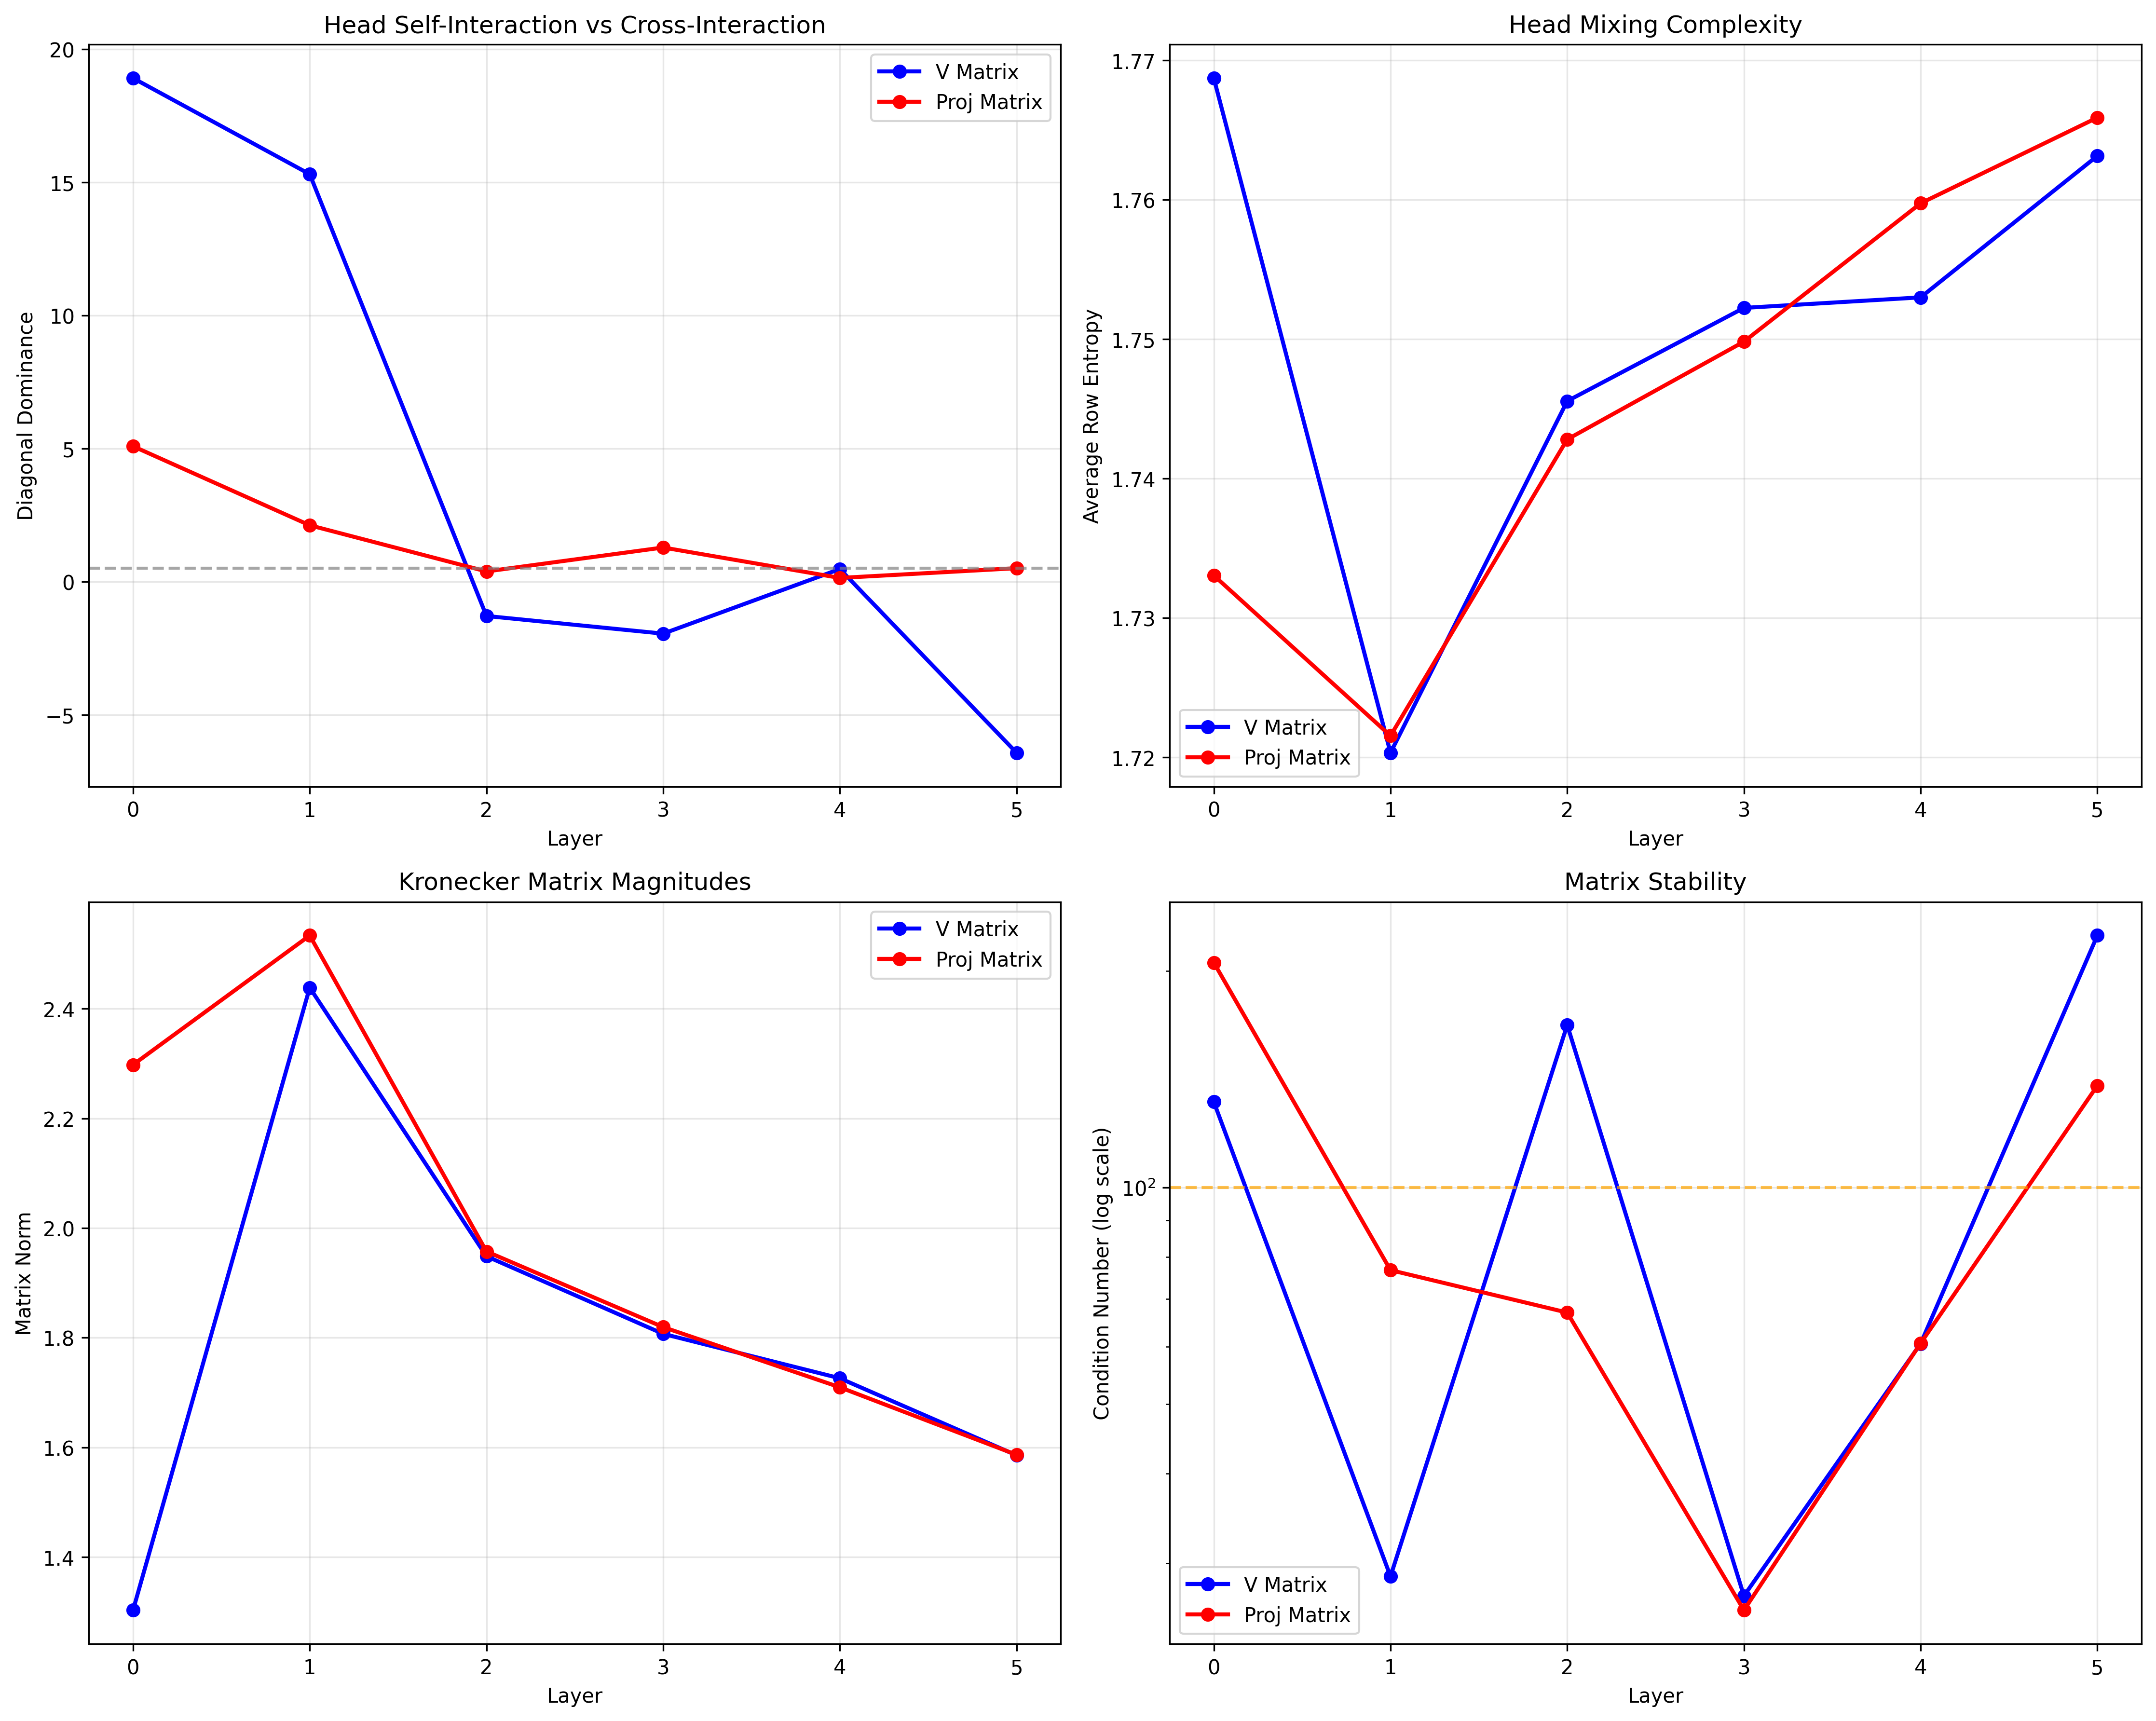 Head Self-Interaction vs Cross-Interaction
20
15
10
5
0
−5
Diagonal Dominance
V Matrix
Proj Matrix
0 1 2 3 4 5
Layer
Head Mixing Complexity
1.77
1.76
1.75
1.74
1.73
1.72
Average Row Entropy
V Matrix
Proj Matrix
0 1 2 3 4 5
Layer
Kronecker Matrix Magnitudes
2.4
2.2
2.0
1.8
1.6
1.4
Matrix Norm
V Matrix
Proj Matrix
0 1 2 3 4 5
Layer
Matrix Stability
10²
Condition Number (log scale)
V Matrix
Proj Matrix
0 1 2 3 4 5
Layer